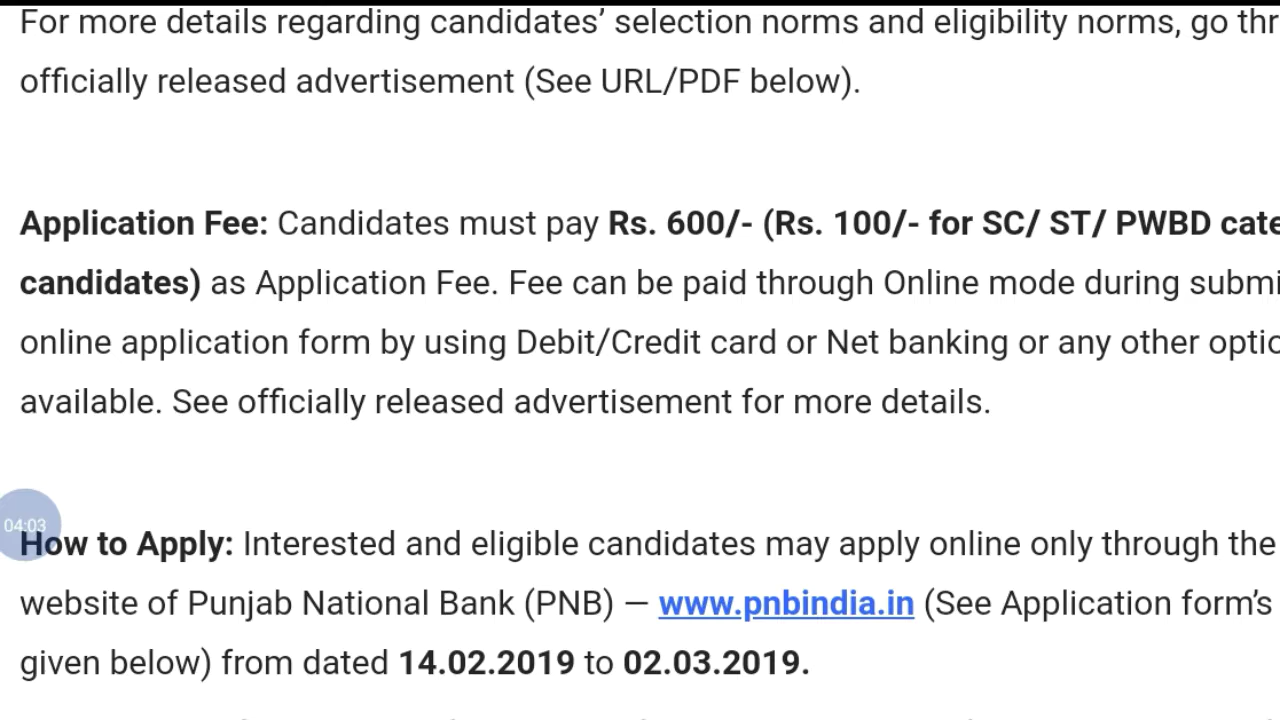 For more details regarding candidates’ selection norms and eligibility norms, go
officially released advertisement (See URL/PDF below).
Application Fee: Candidates must pay Rs. 600/- (Rs. 100/- for SC/ ST/ PWBD
candidates) as Application Fee. Fee can be paid through Online mode during
online application form by using Debit/Credit card or Net banking or any other
available. See officially released advertisement for more details.
04:03
How to Apply: Interested and eligible candidates may apply online only through the
website of Punjab National Bank (PNB) — www.pnbindia.in (See Application form’s
given below) from dated 14.02.2019 to 02.03.2019.